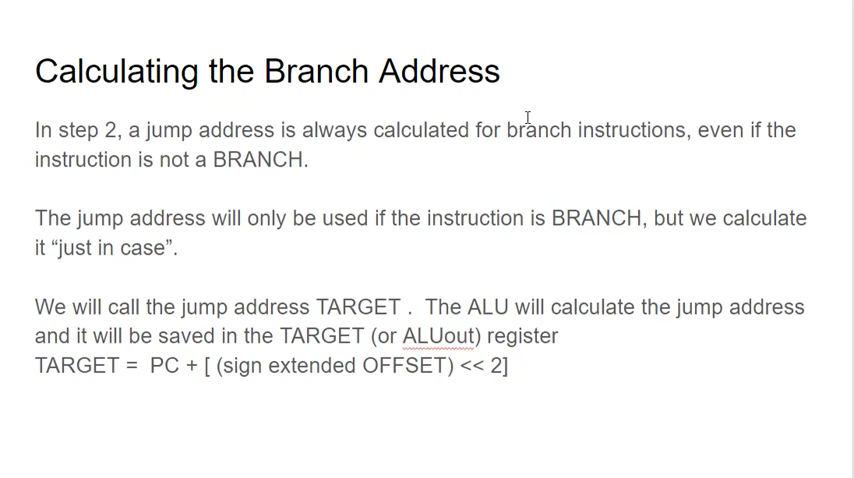 Calculating the Branch Address
In step 2, a jump address is always calculated for branch instructions, even if the
instruction is not a BRANCH.
The jump address will only be used if the instruction is BRANCH, but we calculate
it “just in case”.
We will call the jump address TARGET .  The ALU will calculate the jump address
and it will be saved in the TARGET (or ALUout) register
TARGET =  PC + [ (sign extended OFFSET) << 2]